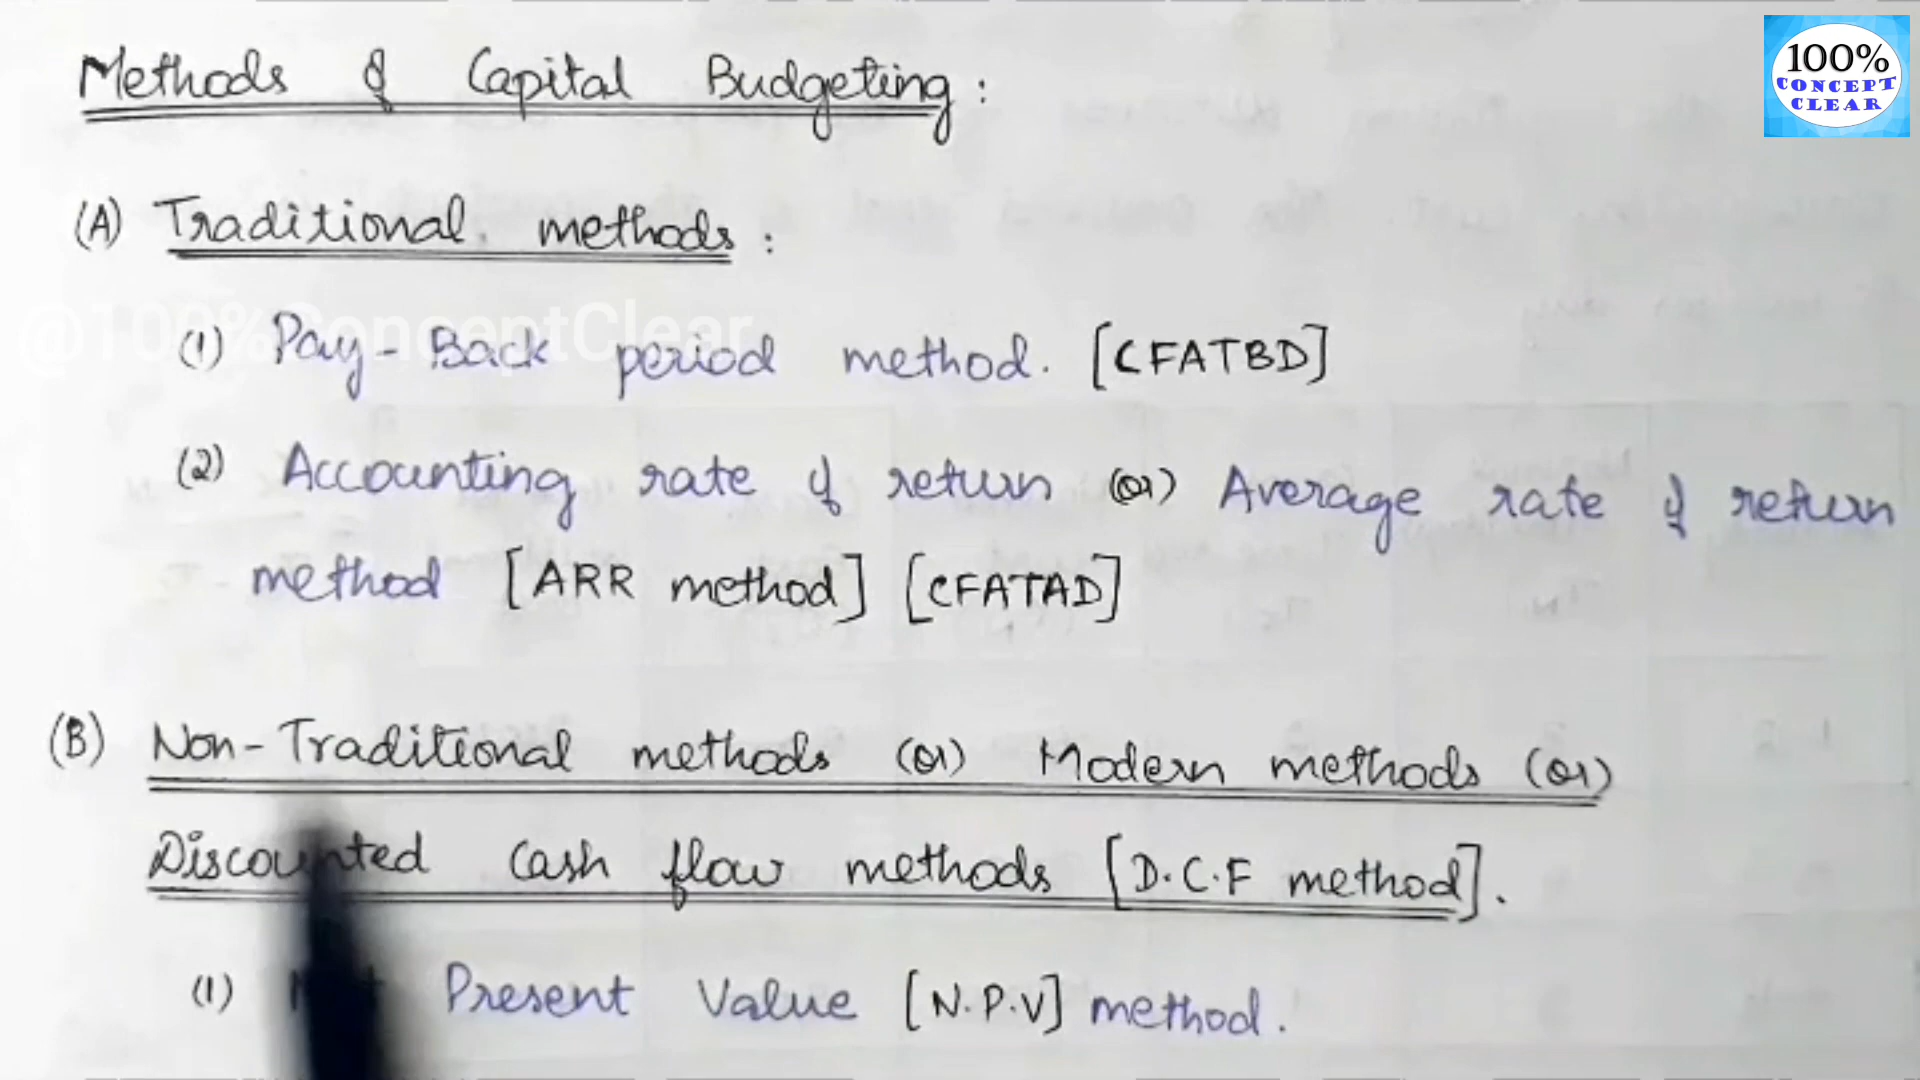 Methods of Capital Budgeting:
100%
CONCEPT
CLEAR
(A) Traditional methods:
@100%ConceptClear
(1) Pay-Back period method. [CFATBD]
(2) Accounting rate of return (or) Average rate of return
method [ARR method] [CFATAD]
(B) Non-Traditional methods (or) Modern methods (or)
Discounted Cash flow methods [D.C.F method].
(1) Present Value [N.P.V] method.